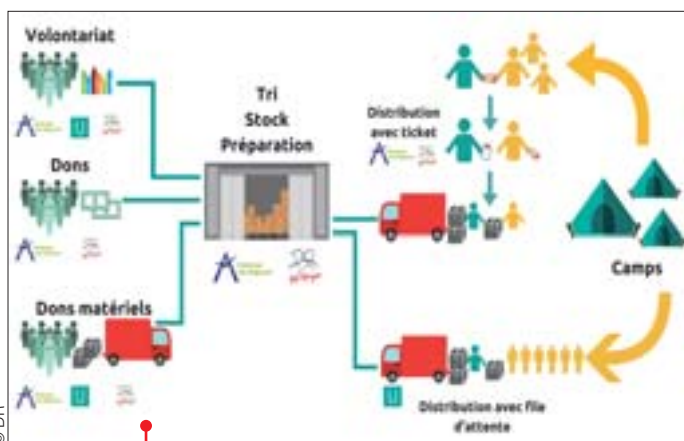 Volontariat
Dons
Dons matériels
Tri
Stock
Préparation
Distribution
avec ticket
Camps
Distribution avec file
d'attente